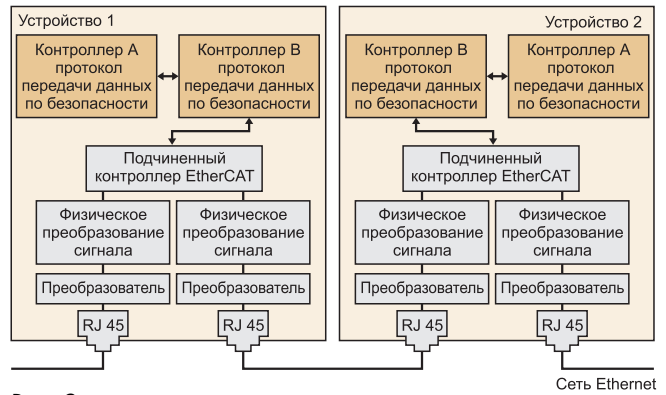 Устройство 1
Контроллер А
протокол
передачи данных
по безопасности
Контроллер В
протокол
передачи данных
по безопасности
Подчиненный
контроллер EtherCAT
Физическое
преобразование
сигнала
Физическое
преобразование
сигнала
Преобразователь
Преобразователь
RJ 45
RJ 45
Устройство 2
Контроллер В
протокол
передачи данных
по безопасности
Контроллер А
протокол
передачи данных
по безопасности
Подчиненный
контроллер EtherCAT
Физическое
преобразование
сигнала
Физическое
преобразование
сигнала
Преобразователь
Преобразователь
RJ 45
RJ 45
Сеть Ethernet